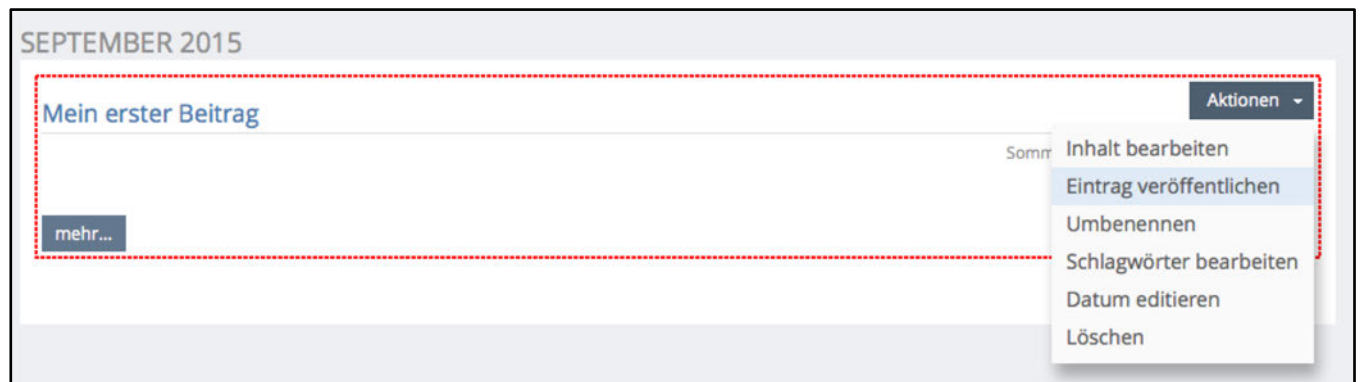 SEPTEMBER 2015
Mein erster Beitrag
Aktionen
Inhalt bearbeiten
Eintrag veröffentlichen
Umbenennen
Schlagwörter bearbeiten
Datum editieren
Löschen
mehr...